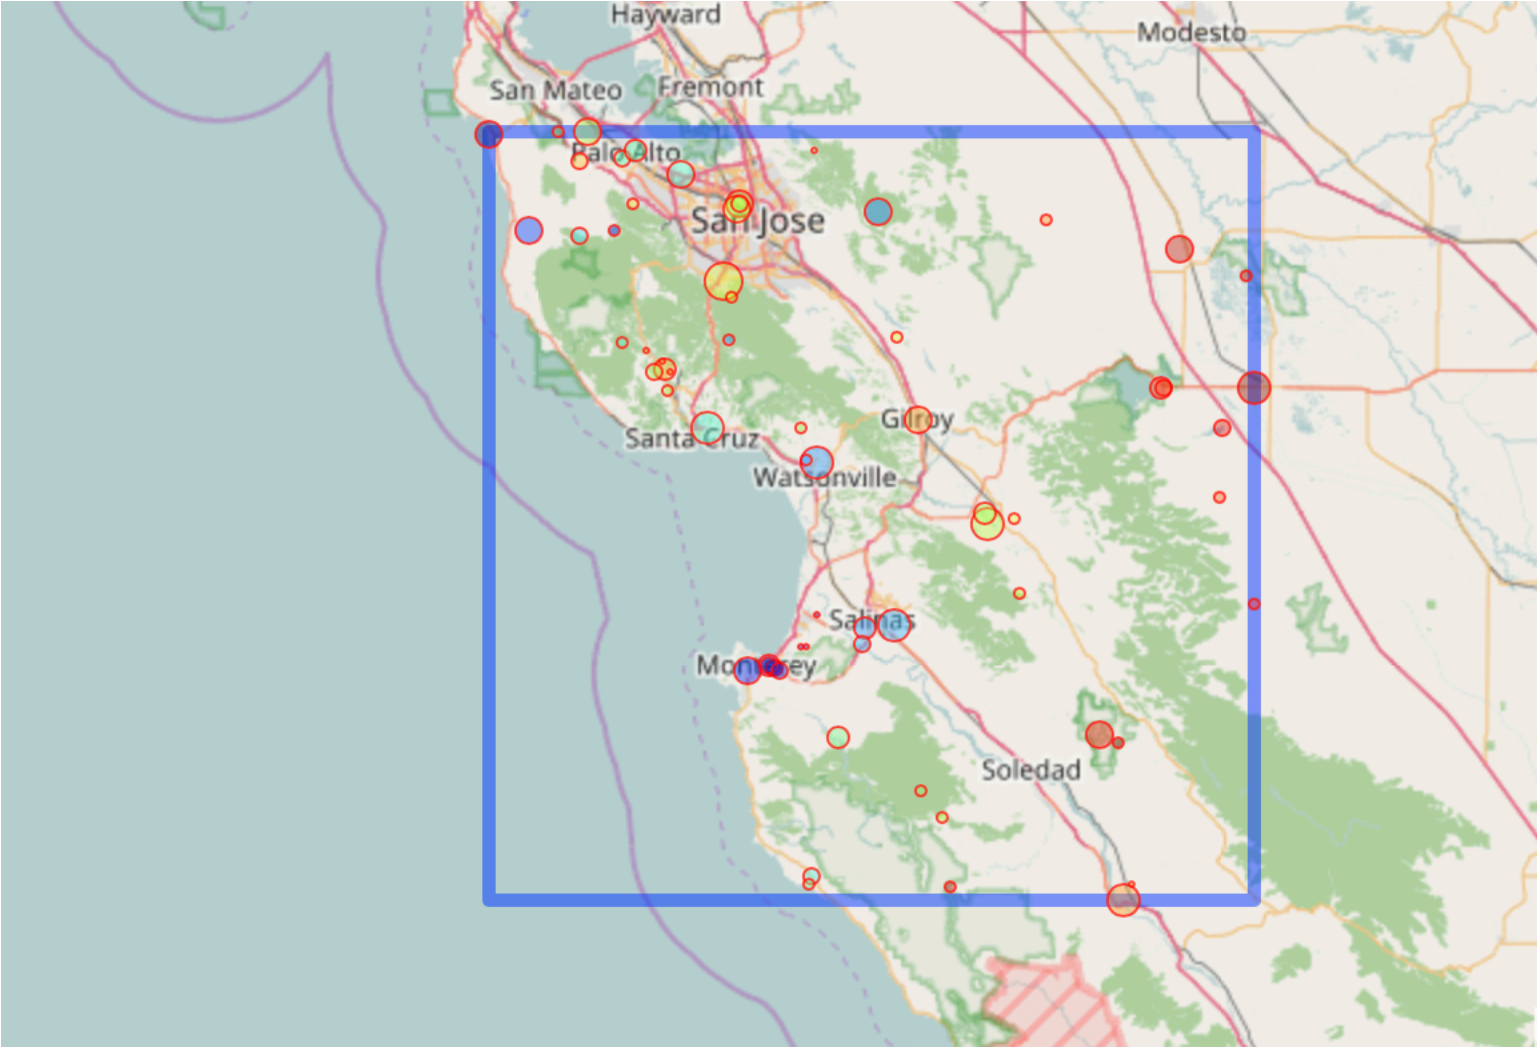 Hayward
Modesto
San Mateo
Fremont
Palo Alto
San Jose
Gilroy
Santa Cruz
Watsonville
Salinas
Monterey
Soledad